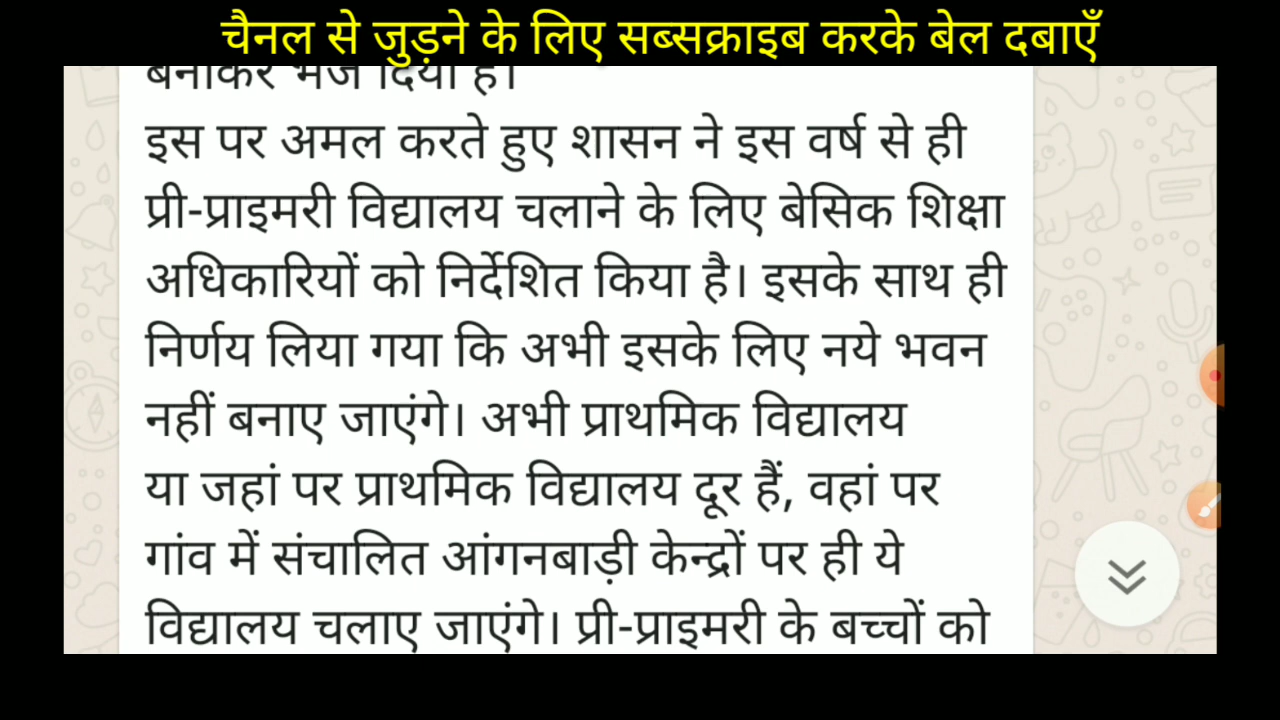 चैनल से जुड़ने के लिए सब्सक्राइब करके बेल दबाएँ
बनाकर भेज दिया है।
इस पर अमल करते हुए शासन ने इस वर्ष से ही
प्री-प्राइमरी विद्यालय चलाने के लिए बेसिक शिक्षा
अधिकारियों को निर्देशित किया है। इसके साथ ही
निर्णय लिया गया कि अभी इसके लिए नये भवन
नहीं बनाए जाएंगे। अभी प्राथमिक विद्यालय
या जहां पर प्राथमिक विद्यालय दूर हैं, वहां पर
गांव में संचालित आंगनबाड़ी केन्द्रों पर ही ये
विद्यालय चलाए जाएंगे। प्री-प्राइमरी के बच्चों को